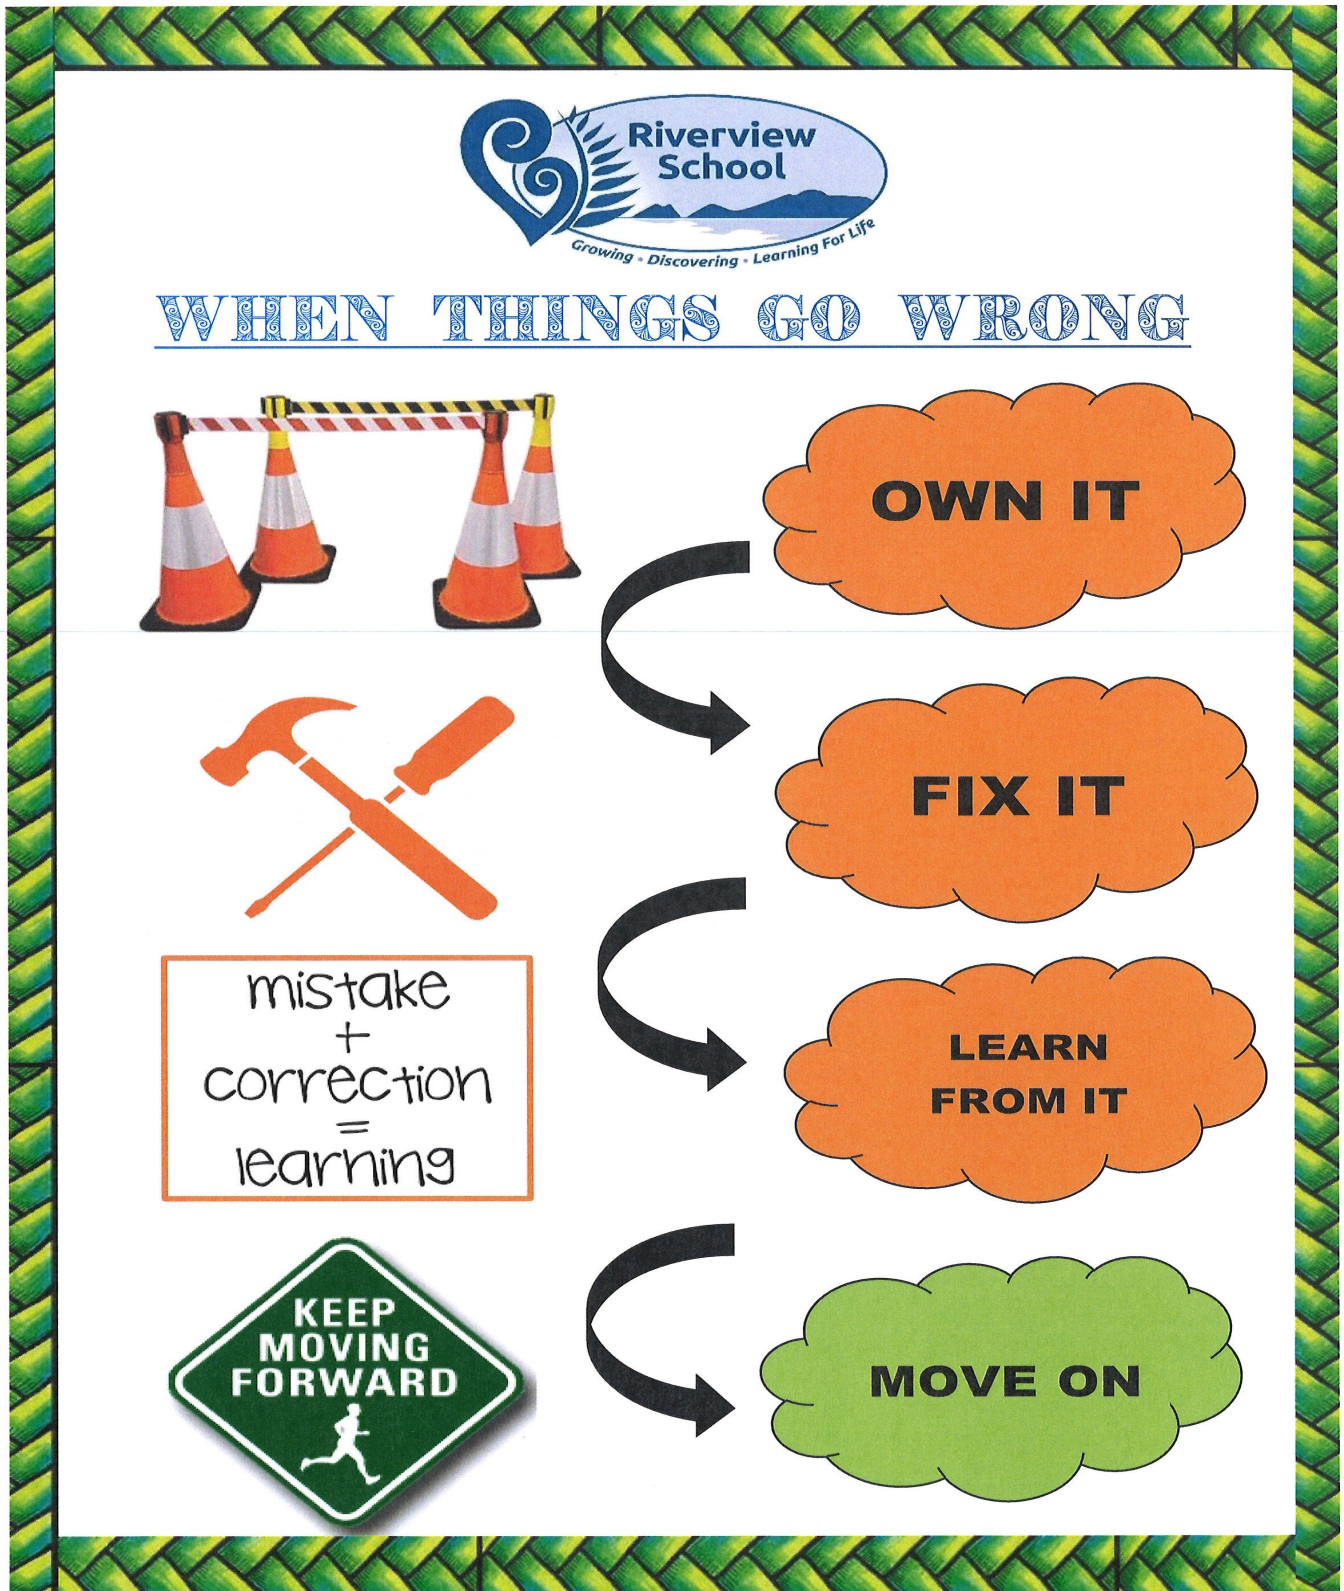 Riverview
School
Growing • Discovering • Learning For Life
WHEN THINGS GO WRONG
OWN IT
FIX IT
mistake
+
correction
=
learning
LEARN
FROM IT
KEEP
MOVING
FORWARD
MOVE ON